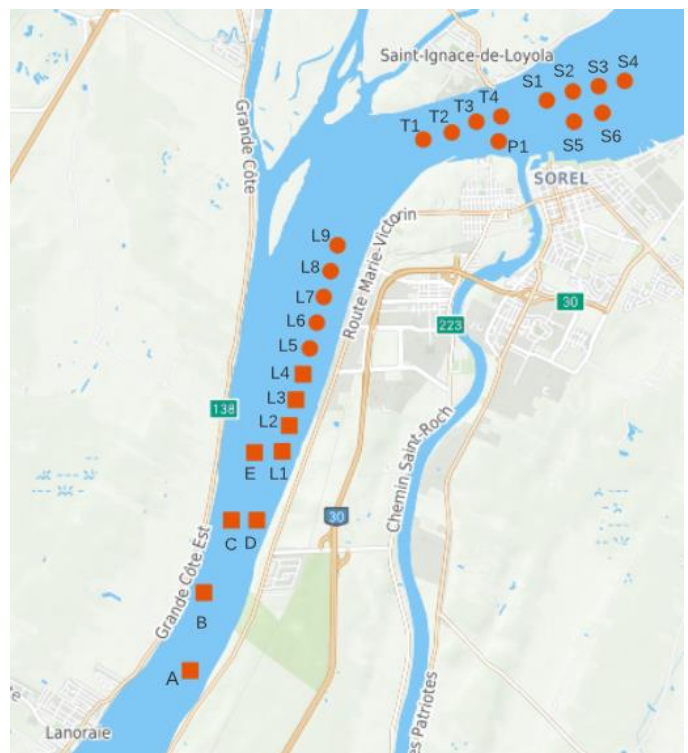 Saint-Ignace-de-Loyola
S4
S3
S2
S1
T4
T3
T2
T1
S6
S5
P1
Grande Côte
SOREL
Route Marie-Victorin
L9
L8
L7
L6
L5
L4
L3
L2
L1
E
30
223
138
Chemin Saint-Roch
30
C
D
Grande Côte Est
B
A
Lanoraie
es Patriotes